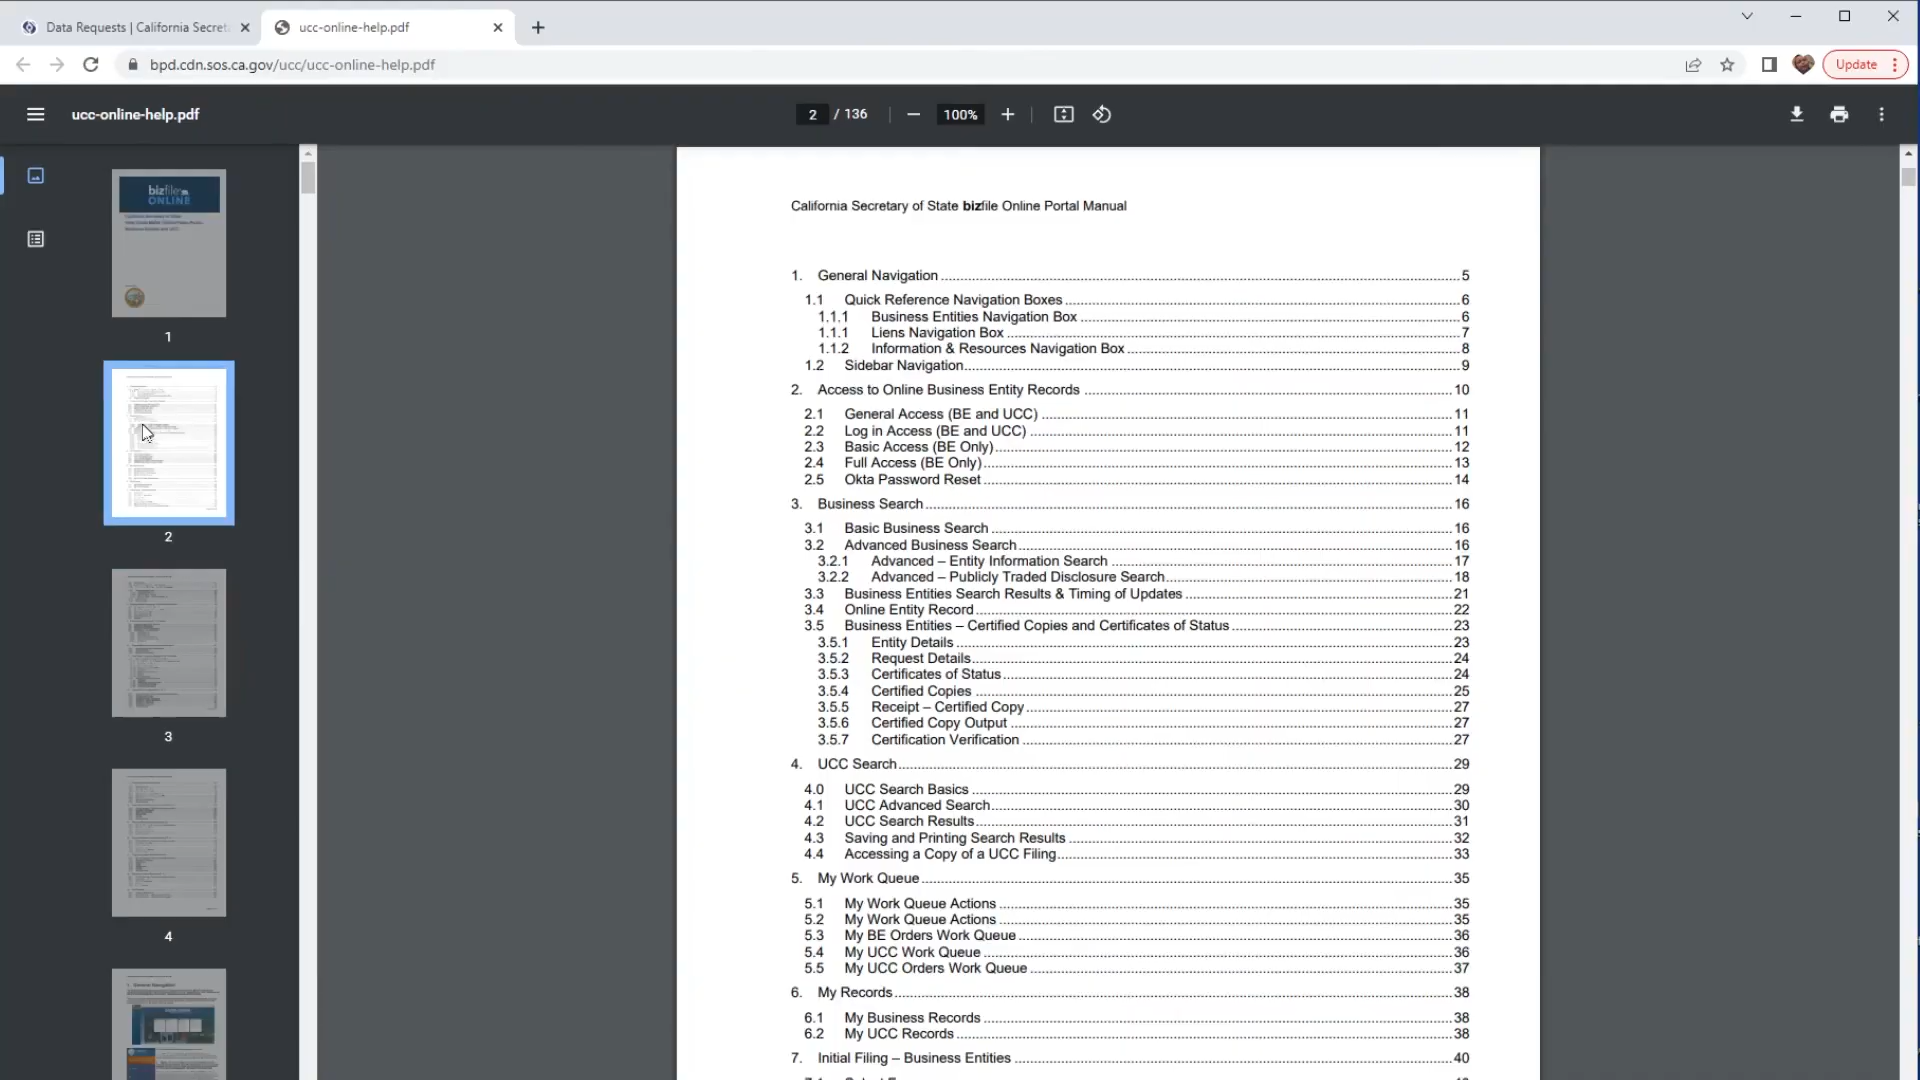 Data Requests | California Secret
ucc-online-help.pdf
bpd.cdn.sos.ca.gov/ucc/ucc-online-help.pdf
Update
ucc-online-help.pdf
2 / 136
100%
bizfile
ONLINE
1
2
3
4
California Secretary of State bizfile Online Portal Manual
1. General Navigation 5
1.1 Quick Reference Navigation Boxes 6
1.1.1 Business Entities Navigation Box 6
1.1.1 Liens Navigation Box 7
1.1.2 Information & Resources Navigation Box 8
1.2 Sidebar Navigation 9
2. Access to Online Business Entity Records 10
2.1 General Access (BE and UCC) 11
2.2 Log in Access (BE and UCC) 11
2.3 Basic Access (BE Only) 12
2.4 Full Access (BE Only) 13
2.5 Okta Password Reset 14
3. Business Search 16
3.1 Basic Business Search 16
3.2 Advanced Business Search 16
3.2.1 Advanced – Entity Information Search 17
3.2.2 Advanced – Publicly Traded Disclosure Search 18
3.3 Business Entities Search Results & Timing of Updates 21
3.4 Online Entity Record 22
3.5 Business Entities – Certified Copies and Certificates of Status 23
3.5.1 Entity Details 23
3.5.2 Request Details 24
3.5.3 Certificates of Status 24
3.5.4 Certified Copies 25
3.5.5 Receipt – Certified Copy 27
3.5.6 Certified Copy Output 27
3.5.7 Certification Verification 27
4. UCC Search 29
4.0 UCC Search Basics 29
4.1 UCC Advanced Search 30
4.2 UCC Search Results 31
4.3 Saving and Printing Search Results 32
4.4 Accessing a Copy of a UCC Filing 33
5. My Work Queue 35
5.1 My Work Queue Actions 35
5.2 My Work Queue Actions 35
5.3 My BE Orders Work Queue 36
5.4 My UCC Work Queue 36
5.5 My UCC Orders Work Queue 37
6. My Records 38
6.1 My Business Records 38
6.2 My UCC Records 38
7. Initial Filing – Business Entities 40